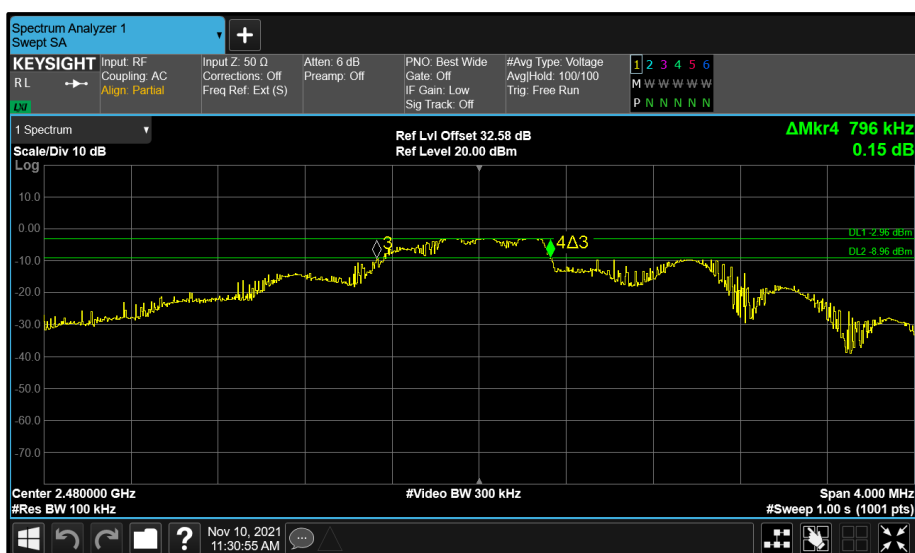 Spectrum Analyzer 1
Swept SA
+
KEYSIGHT
R L
LXI
Input: RF
Coupling: AC
Align: Partial
Input Z: 50 Ω
Corrections: Off
Freq Ref: Ext (S)
Atten: 6 dB
Preamp: Off
PNO: Best Wide
Gate: Off
IF Gain: Low
Sig Track: Off
#Avg Type: Voltage
Avg|Hold: 100/100
Trig: Free Run
1 2 3 4 5 6
M W W W W W
P N N N N N
1 Spectrum
Scale/Div 10 dB
Log
Ref Lvl Offset 32.58 dB
Ref Level 20.00 dBm
ΔMkr4 796 kHz
0.15 dB
10.0
0.00
DL1 -2.96 dBm
3
4Δ3
DL2 -8.96 dBm
-10.0
-20.0
-30.0
-40.0
-50.0
-60.0
-70.0
Center 2.480000 GHz
#Video BW 300 kHz
Span 4.000 MHz
#Res BW 100 kHz
#Sweep 1.00 s (1001 pts)
?
Nov 10, 2021
11:30:55 AM